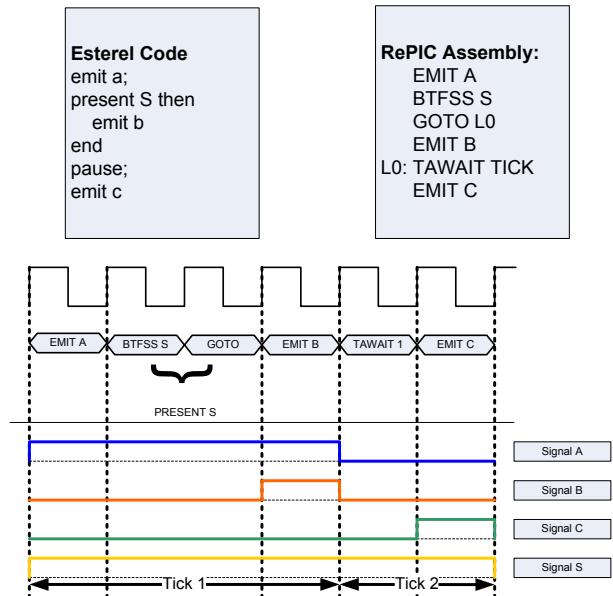 Esterel Code
emit a;
present S then
emit b
end
pause;
emit c
RePIC Assembly:
EMIT A
BTFSS S
GOTO L0
EMIT B
L0: TAWAIT TICK
EMIT C
EMIT A
BTFSS S
GOTO
EMIT B
TAWAIT 1
EMIT C
PRESENT S
Signal A
Signal B
Signal C
Signal S
Tick 1
Tick 2